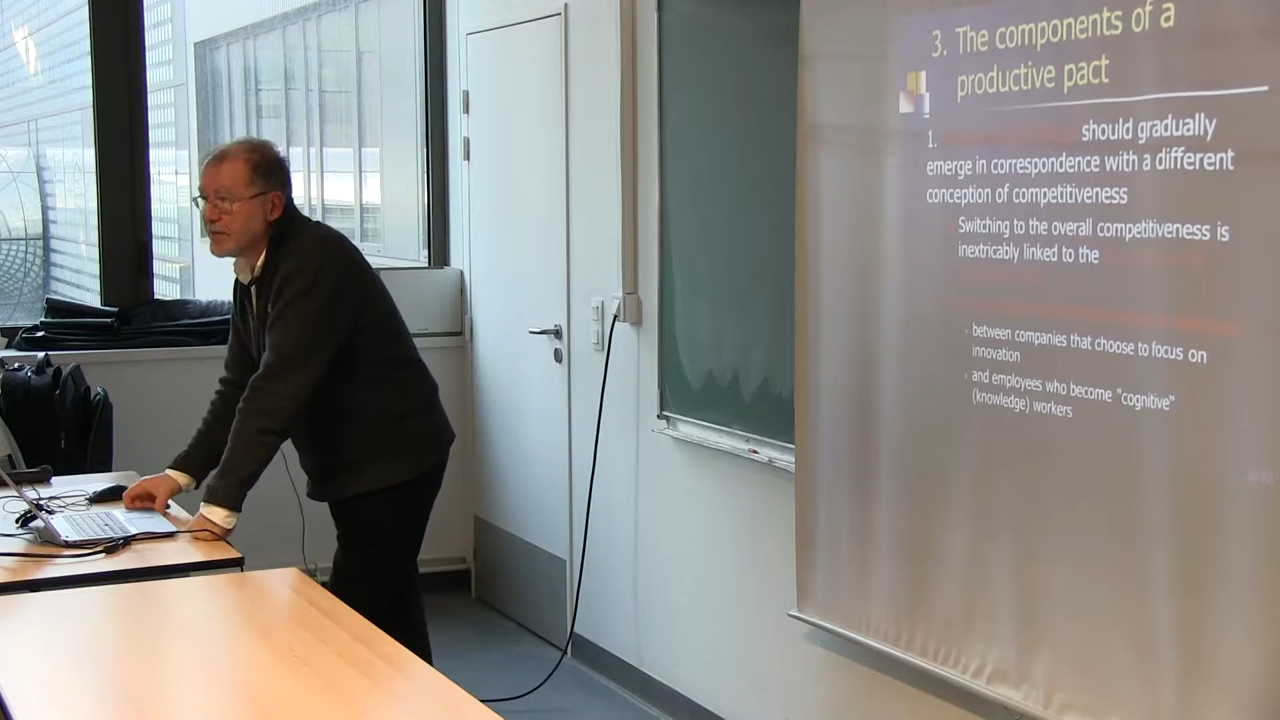 3. The components of a
productive pact
1. should gradually
emerge in correspondence with a different
conception of competitiveness
Switching to the overall competitiveness is
inextricably linked to the
between companies that choose to focus on
innovation
and employees who become "cognitive"
(knowledge) workers